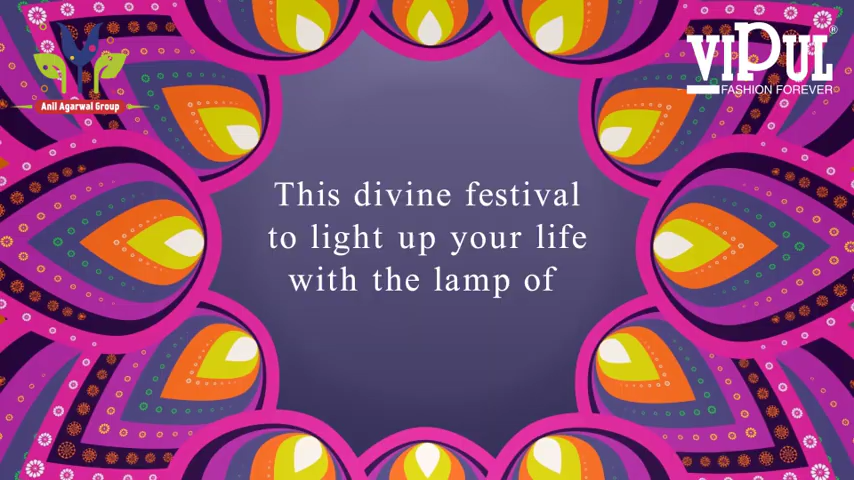 Anil Agarwal Group
VIPUL®
FASHION FOREVER
This divine festival
to light up your life
with the lamp of